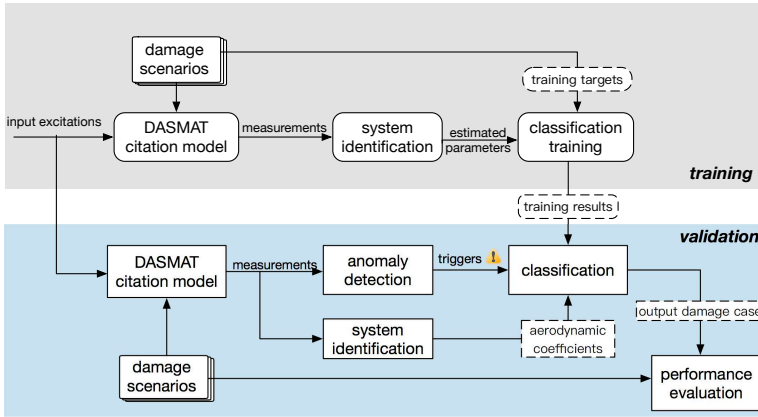 damage
scenarios
training targets
input excitations
DASMAT
citation model
measurements
system
identification
estimated
parameters
classification
training
training
training results
validation
DASMAT
citation model
measurements
anomaly
detection
triggers
classification
output damage case
system
identification
aerodynamic
coefficients
damage
scenarios
performance
evaluation